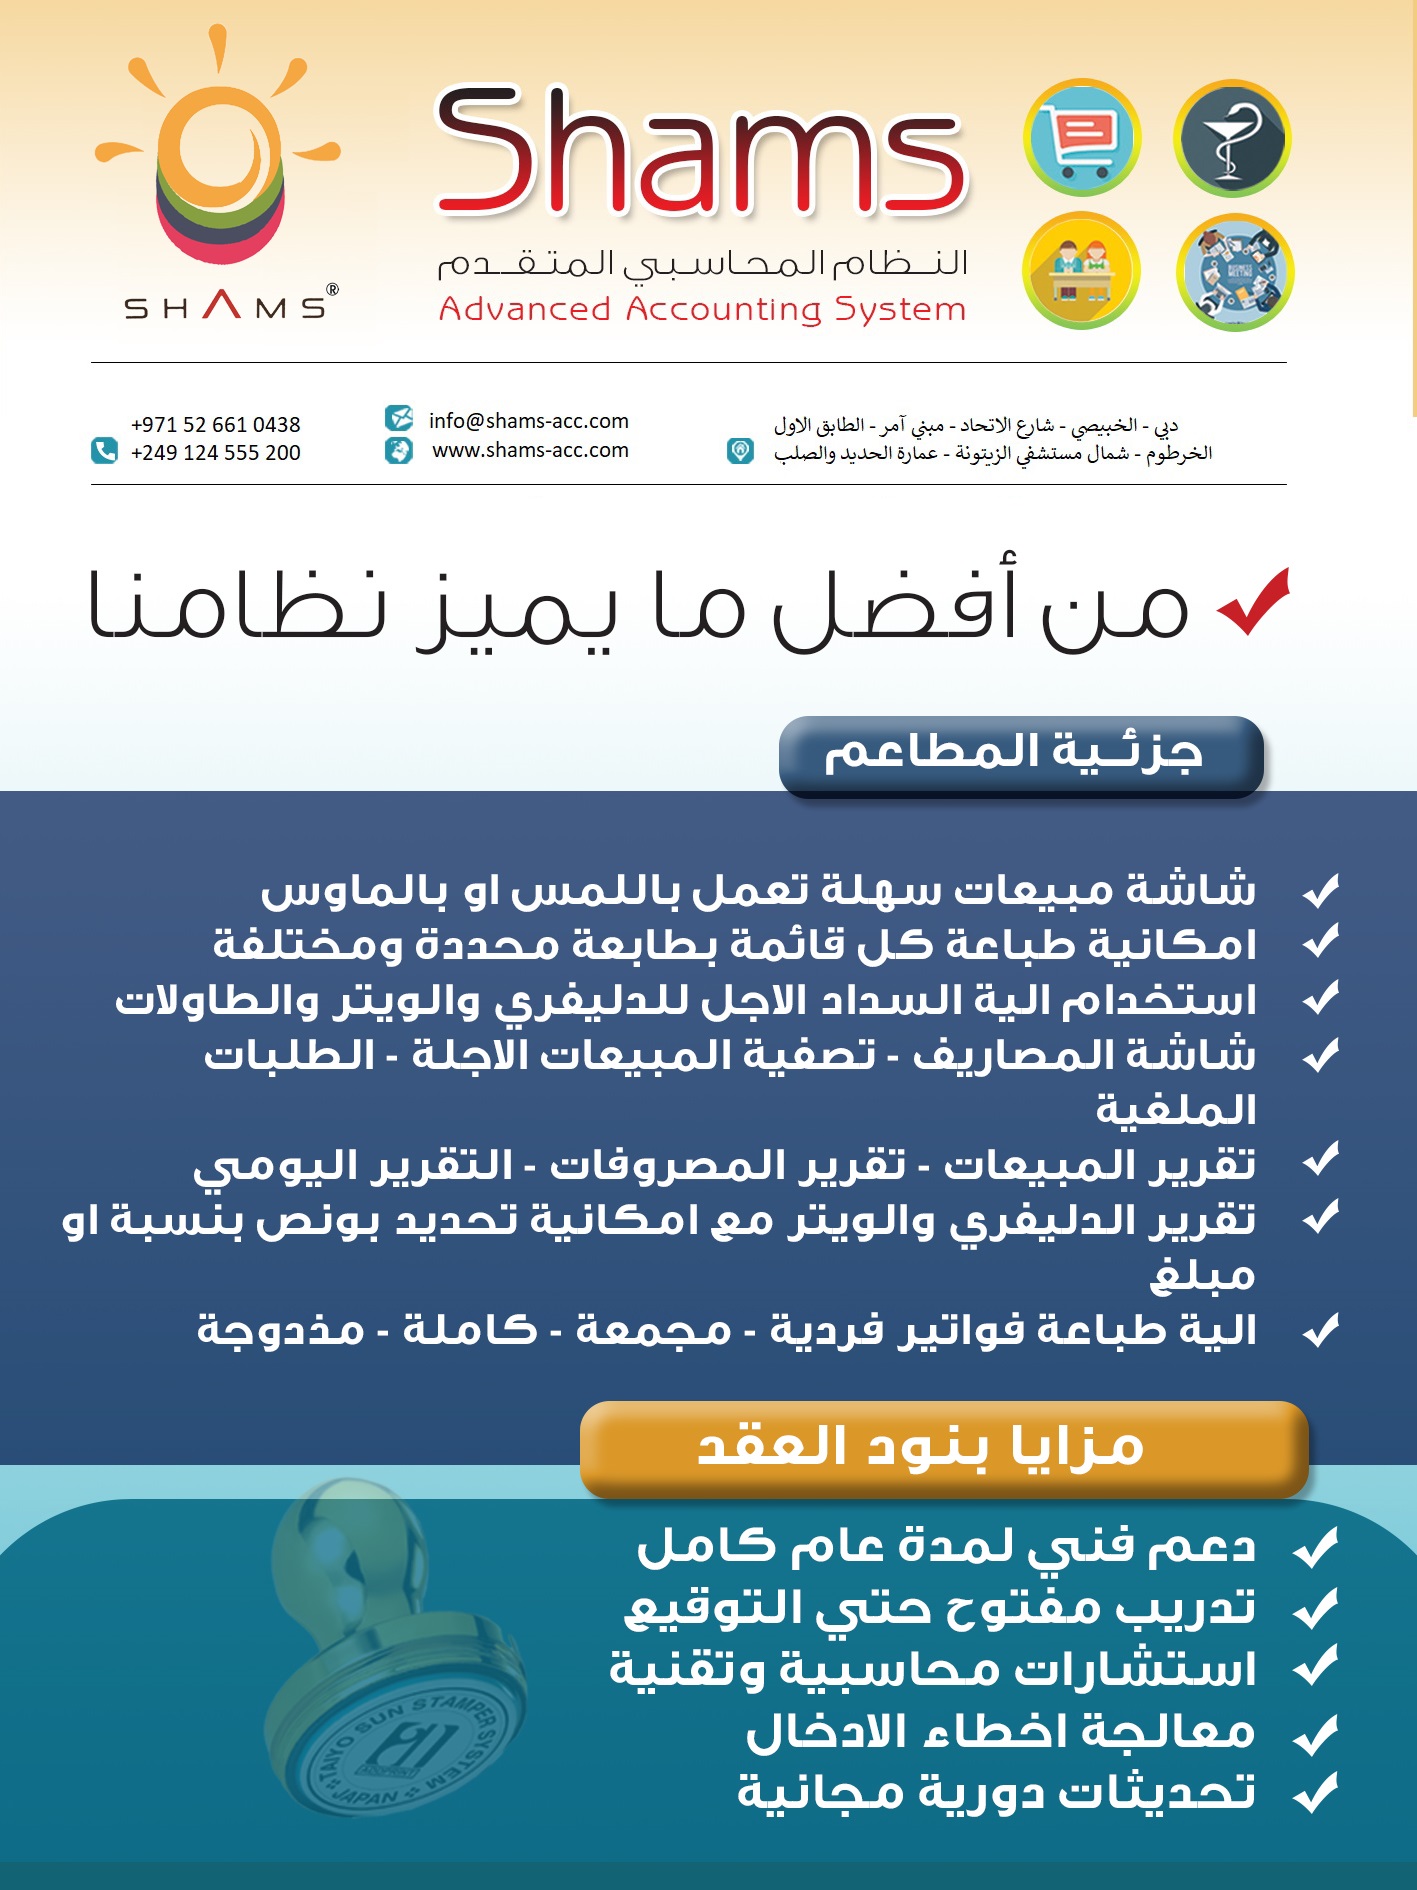 SHAMS®
Shams
النظام المحاسبي المتقدم
Advanced Accounting System
+971 52 661 0438
+249 124 555 200
info@shams-acc.com
www.shams-acc.com
دبي - الخبيصي - شارع الاتحاد - مبني آمر - الطابق الاول
الخرطوم - شمال مستشفي الزيتونة - عمارة الحديد والصلب
من أفضل ما يميز نظامنا
جزئية المطاعم
شاشة مبيعات سهلة تعمل باللمس او بالماوس
امكانية طباعة كل قائمة بطابعة محددة ومختلفة
استخدام الية السداد الاجل للدليفري والويتر والطاولات
شاشة المصاريف - تصفية المبيعات الاجلة - الطلبات
الملغية
تقرير المبيعات - تقرير المصروفات - التقرير اليومي
تقرير الدليفري والويتر مع امكانية تحديد بونص بنسبة او
مبلغ
الية طباعة فواتير فردية - مجمعة - كاملة - مذدوجة
مزايا بنود العقد
دعم فني لمدة عام كامل
تدريب مفتوح حتي التوقيع
استشارات محاسبية وتقنية
معالجة اخطاء الادخال
تحديثات دورية مجانية
TAIYO SUN STAMPER SYSTEM
JAPAN